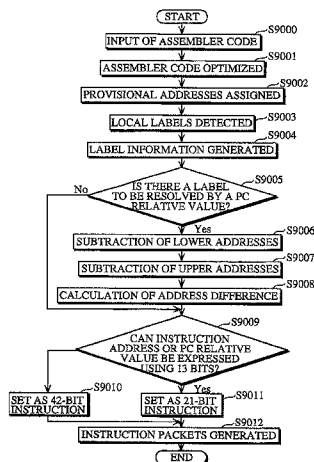 START
S9000
INPUT OF ASSEMBLER CODE
S9001
ASSEMBLER CODE OPTIMIZED
S9002
PROVISIONAL ADDRESSES ASSIGNED
S9003
LOCAL LABELS DETECTED
S9004
LABEL INFORMATION GENERATED
S9005
No
IS THERE A LABEL
TO BE RESOLVED BY A PC
RELATIVE VALUE?
Yes
S9006
SUBTRACTION OF LOWER ADDRESSES
S9007
SUBTRACTION OF UPPER ADDRESSES
S9008
CALCULATION OF ADDRESS DIFFERENCE
S9009
CAN INSTRUCTION
ADDRESS OR PC RELATIVE
VALUE BE EXPRESSED
USING 13 BITS?
No
S9010
Yes
S9011
SET AS 42-BIT
INSTRUCTION
SET AS 21-BIT
INSTRUCTION
S9012
INSTRUCTION PACKETS GENERATED
END